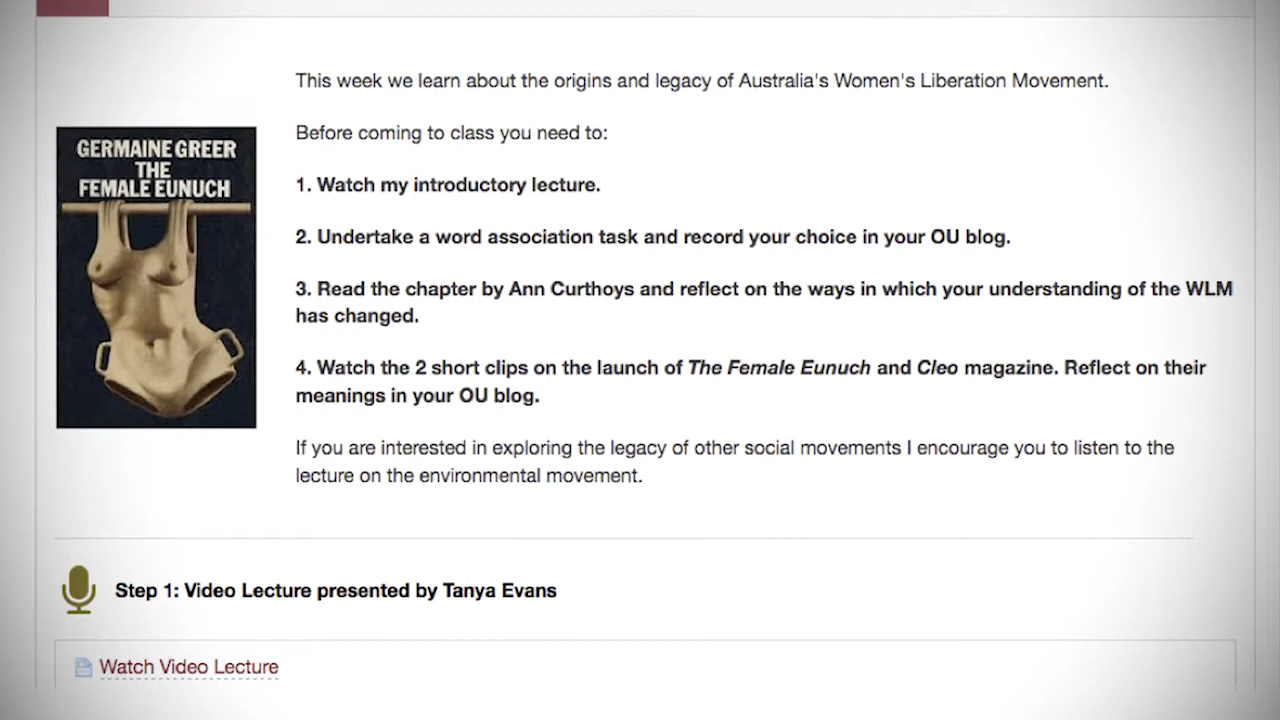 This week we learn about the origins and legacy of Australia's Women's Liberation Movement.
Before coming to class you need to:
GERMAINE GREER
THE
FEMALE EUNUCH
1. Watch my introductory lecture.
2. Undertake a word association task and record your choice in your OU blog.
3. Read the chapter by Ann Curthoys and reflect on the ways in which your understanding of the WLM
has changed.
4. Watch the 2 short clips on the launch of The Female Eunuch and Cleo magazine. Reflect on their
meanings in your OU blog.
If you are interested in exploring the legacy of other social movements I encourage you to listen to the
lecture on the environmental movement.
Step 1: Video Lecture presented by Tanya Evans
Watch Video Lecture